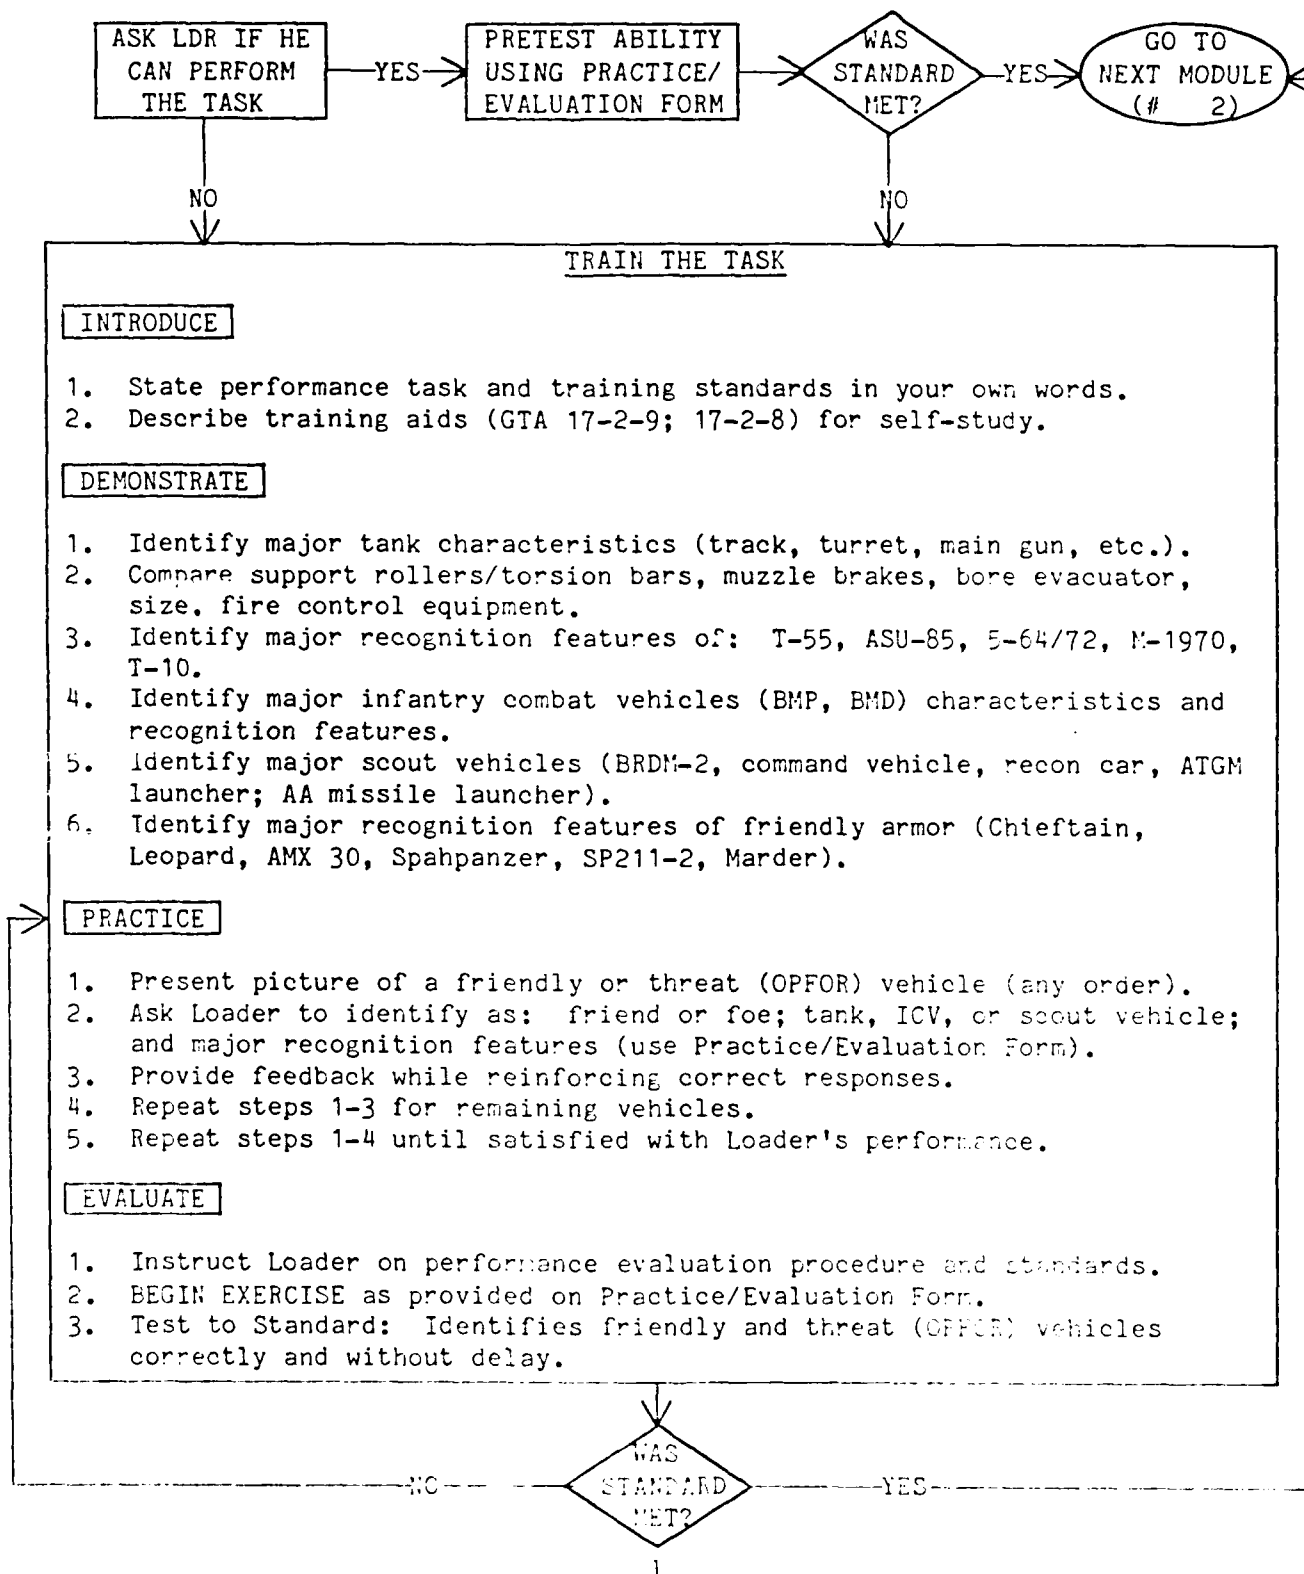 ASK LDR IF HE
CAN PERFORM
THE TASK
YES
PRETEST ABILITY
USING PRACTICE/
EVALUATION FORM
WAS
STANDARD
MET?
YES
GO TO
NEXT MODULE
(# 2)
NO
NO
TRAIN THE TASK
INTRODUCE
1. State performance task and training standards in your own words.
2. Describe training aids (GTA 17-2-9; 17-2-8) for self-study.
DEMONSTRATE
1. Identify major tank characteristics (track, turret, main gun, etc.).
2. Compare support rollers/torsion bars, muzzle brakes, bore evacuator,
size. fire control equipment.
3. Identify major recognition features of: T-55, ASU-85, 5-64/72, M-1970,
T-10.
4. Identify major infantry combat vehicles (BMP, BMD) characteristics and
recognition features.
5. Identify major scout vehicles (BRDM-2, command vehicle, recon car, ATGM
launcher; AA missile launcher).
6. Identify major recognition features of friendly armor (Chieftain,
Leopard, AMX 30, Spahpanzer, SP211-2, Marder).
PRACTICE
1. Present picture of a friendly or threat (OPFOR) vehicle (any order).
2. Ask Loader to identify as: friend or foe; tank, ICV, or scout vehicle;
and major recognition features (use Practice/Evaluation Form).
3. Provide feedback while reinforcing correct responses.
4. Repeat steps 1-3 for remaining vehicles.
5. Repeat steps 1-4 until satisfied with Loader's performance.
EVALUATE
1. Instruct Loader on performance evaluation procedure and standards.
2. BEGIN EXERCISE as provided on Practice/Evaluation Form.
3. Test to Standard: Identifies friendly and threat (OPFOR) vehicles
correctly and without delay.
WAS
NO
STANDARD
YES
MET?
1